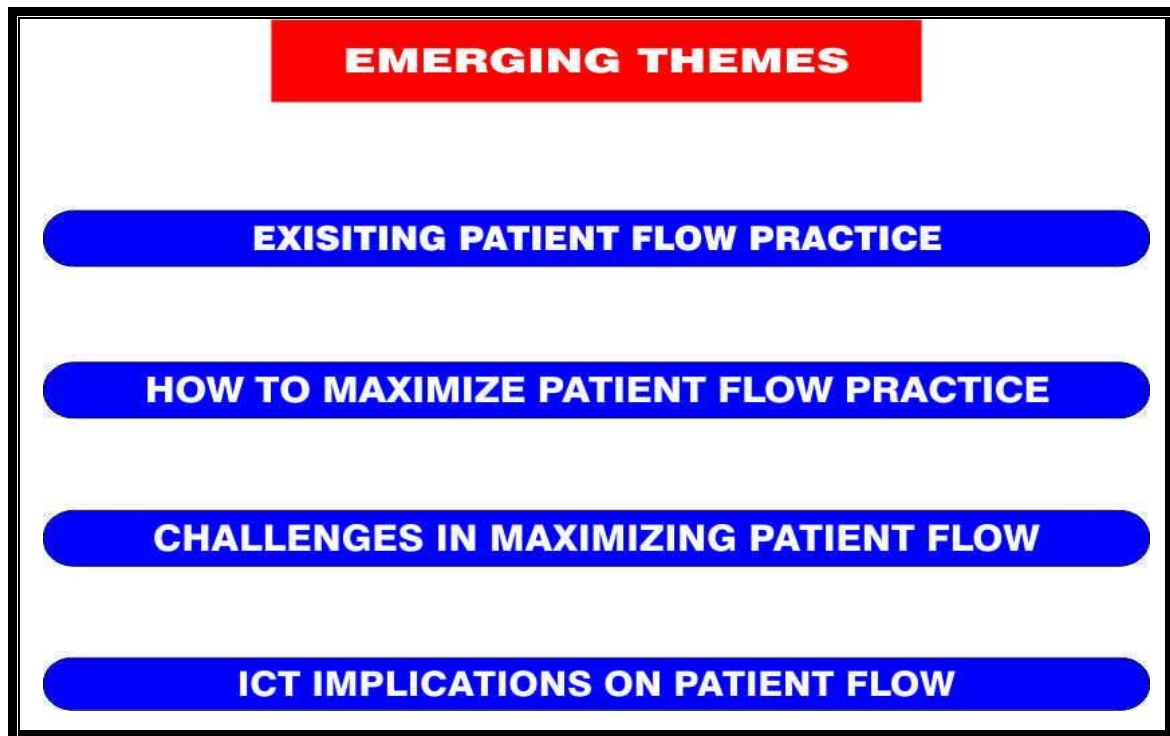 EMERGING THEMES
EXISITING PATIENT FLOW PRACTICE
HOW TO MAXIMIZE PATIENT FLOW PRACTICE
CHALLENGES IN MAXIMIZING PATIENT FLOW
ICT IMPLICATIONS ON PATIENT FLOW